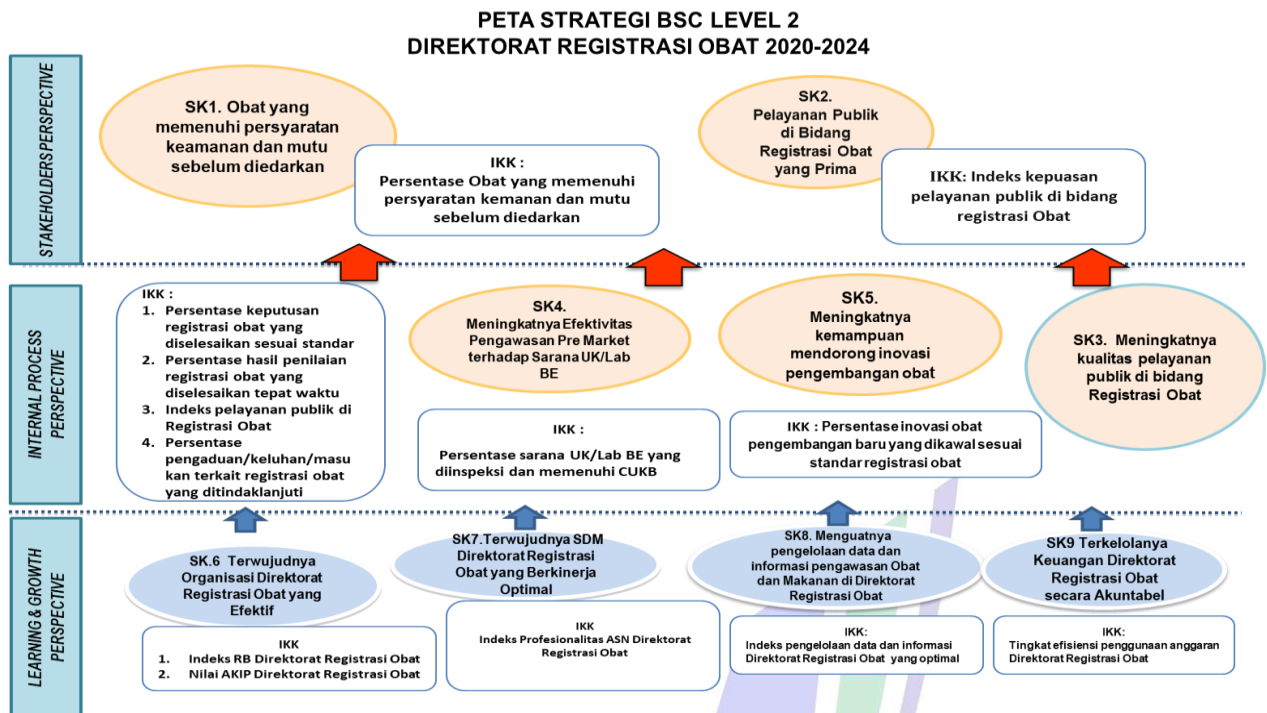 PETA STRATEGI BSC LEVEL 2
DIREKTORAT REGISTRASI OBAT 2020-2024
STAKEHOLDERSPERSPECTIVE
SK1. Obat yang
memenuhi persyaratan
keamanan dan mutu
sebelum diedarkan
IKK :
Persentase Obat yang memenuhi
persyaratan kemanan dan mutu
sebelum diedarkan
SK2.
Pelayanan Publik
di Bidang
Registrasi Obat
yang Prima
IKK: Indeks kepuasan
pelayanan publik di bidang
registrasi Obat
INTERNAL PROCESS
PERSPECTIVE
IKK :
1. Persentase keputusan
registrasi obat yang
diselesaikan sesuai standar
2. Persentase hasil penilaian
registrasi obat yang
diselesaikan tepat waktu
3. Indeks pelayanan publik di
Registrasi Obat
4. Persentase
pengaduan/keluhan/masu
kan terkait registrasi obat
yang ditindaklanjuti
SK4.
Meningkatnya Efektivitas
Pengawasan Pre Market
terhadap Sarana UK/Lab
BE
IKK :
Persentase sarana UK/Lab BE yang
diinspeksi dan memenuhi CUKB
SK5.
Meningkatnya
kemampuan
mendorong inovasi
pengembangan obat
IKK : Persentase inovasi obat
pengembangan baru yang dikawal sesuai
standar registrasi obat
SK3. Meningkatnya
kualitas pelayanan
publik di bidang
Registrasi Obat
LEARNING & GROWTH
PERSPECTIVE
SK.6 Terwujudnya
Organisasi Direktorat
Registrasi Obat yang
Efektif
IKK
1. Indeks RB Direktorat Registrasi Obat
2. Nilai AKIP Direktorat Registrasi Obat
SK7.Terwujudnya SDM
Direktorat Registrasi
Obat yang Berkinerja
Optimal
IKK
Indeks Profesionalitas ASN Direktorat
Registrasi Obat
SK8. Menguatnya
pengelolaan data dan
informasi pengawasan Obat
dan Makanan di Direktorat
Registrasi Obat
IKK:
Indeks pengelolaan data dan informasi
Direktorat Registrasi Obat yang optimal
SK9 Terkelolanya
Keuangan Direktorat
Registrasi Obat
secara Akuntabel
IKK:
Tingkat efisiensi penggunaan anggaran
Direktorat Registrasi Obat